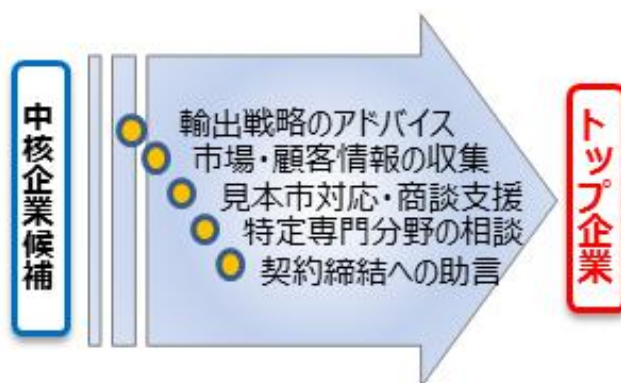 中核企業候補
輸出戦略のアドバイス
市場・顧客情報の収集
見本市対応・商談支援
特定専門分野の相談
契約締結への助言
トップ企業